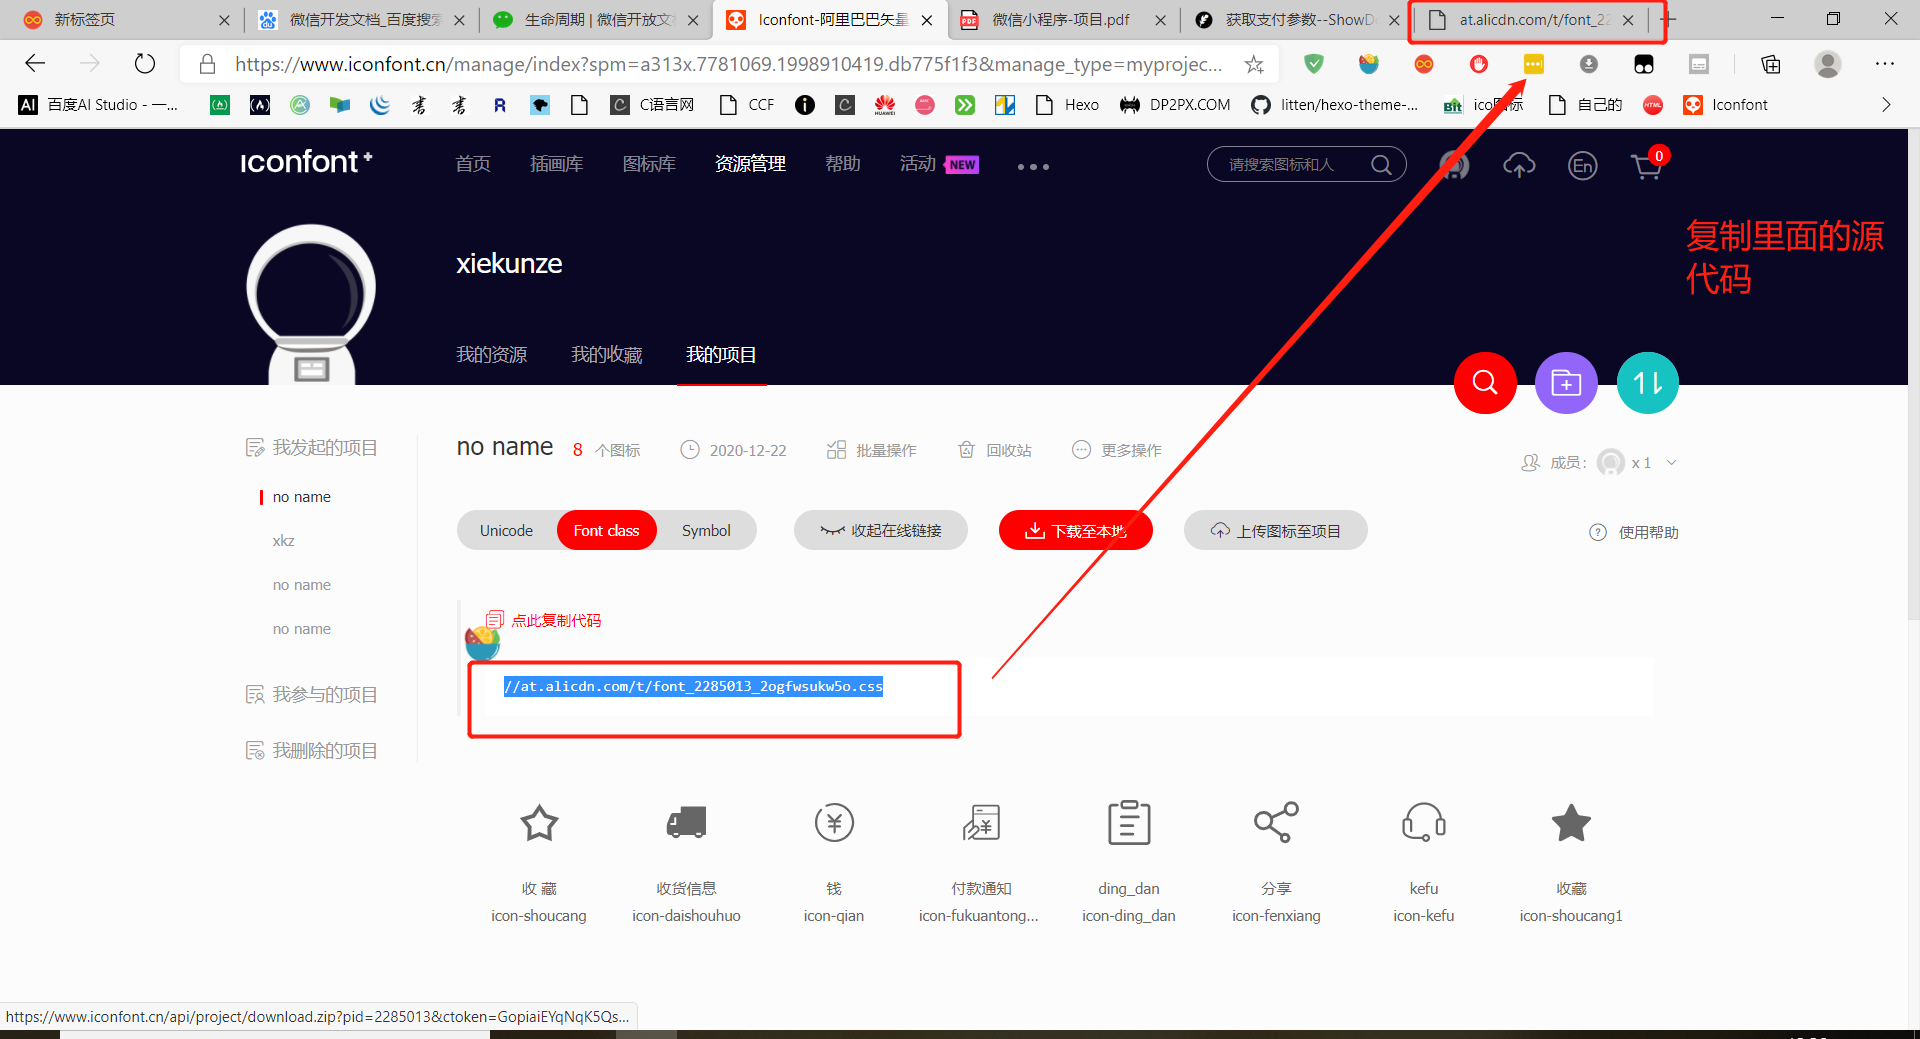 新标签页
微信开发文档_百度搜索
生命周期 | 微信开放文档
Iconfont-阿里巴巴矢量
微信小程序-项目.pdf
获取支付参数--ShowD
at.alicdn.com/t/font_22
https://www.iconfont.cn/manage/index?spm=a313x.7781069.1998910419.db775f1f3&manage_type=myprojec...
AI 百度AI Studio - 一...
C语言网
CCF
HUAWEI
Hexo
DP2PX.COM
litten/hexo-theme-...
Bit
ico图标
自己的
HTML
Iconfont
iconfont+
首页
插画库
图标库
资源管理
帮助
活动 NEW
请搜索图标和人
En
0
复制里面的源
代码
xiekunze
我的资源
我的收藏
我的项目
我发起的项目
no name
xkz
no name
no name
我参与的项目
我删除的项目
no name 8 个图标
2020-12-22
批量操作
回收站
更多操作
成员: x 1
Unicode
Font class
Symbol
收起在线链接
下载至本地
上传图标至项目
使用帮助
点此复制代码
//at.alicdn.com/t/font_2285013_2ogfwsukw5o.css
收 藏
收货信息
钱
付款通知
ding_dan
分享
kefu
收藏
icon-shoucang
icon-daishouhuo
icon-qian
icon-fukuantong...
icon-ding_dan
icon-fenxiang
icon-kefu
icon-shoucang1
https://www.iconfont.cn/api/project/download.zip?pid=2285013&ctoken=GopiaiEYqNqK5Qs...